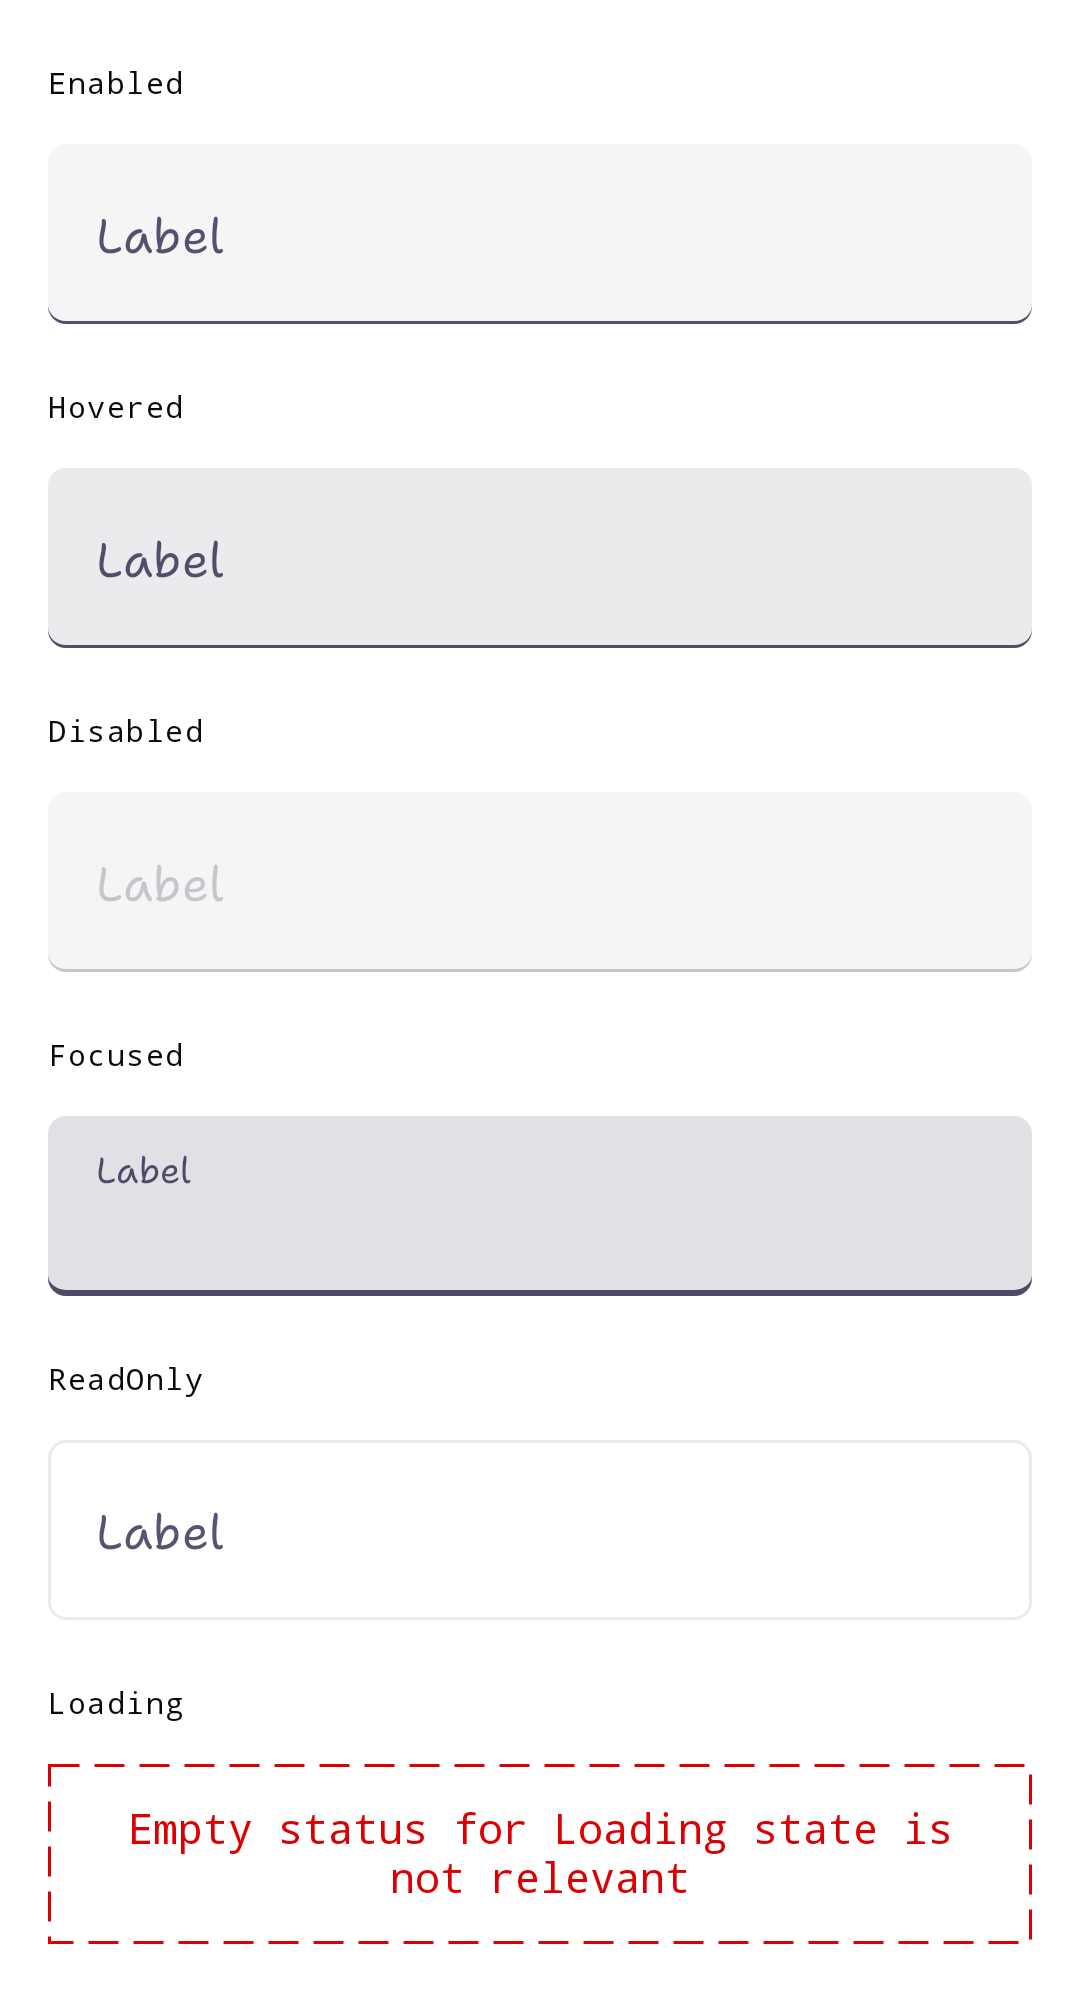 Enabled
Label
Hovered
Label
Disabled
Label
Focused
Label
ReadOnly
Label
Loading
Empty status for Loading state is
not relevant